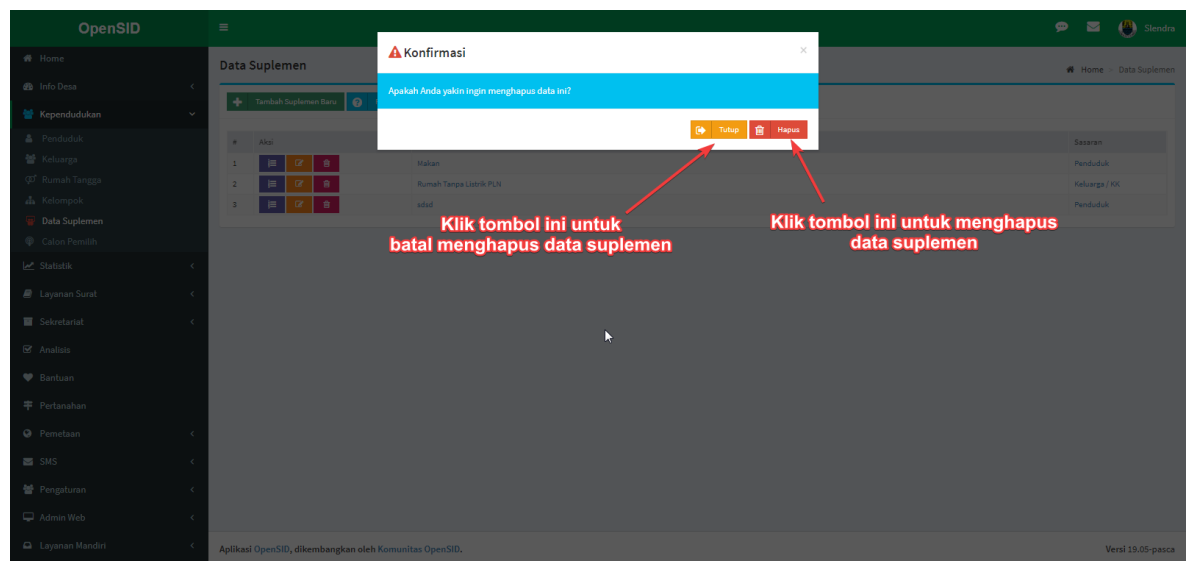 OpenSID
Slendra
Home
Info Desa
Kependudukan
Penduduk
Keluarga
Rumah Tangga
Kelompok
Data Suplemen
Calon Pemilih
Statistik
Layanan Surat
Sekretariat
Analisis
Bantuan
Pertanahan
Pemetaan
SMS
Pengaturan
Admin Web
Layanan Mandiri
Data Suplemen
Home > Data Suplemen
Tambah Suplemen Baru
Konfirmasi
×
Apakah Anda yakin ingin menghapus data ini?
Tutup Hapus
# Aksi Sasaran
1 Makan Penduduk
2 Rumah Tanpa Listrik PLN Keluarga / KK
3 sdsd Penduduk
Klik tombol ini untuk
batal menghapus data suplemen
Klik tombol ini untuk menghapus
data suplemen
Aplikasi OpenSID, dikembangkan oleh Komunitas OpenSID.
Versi 19.05-pasca